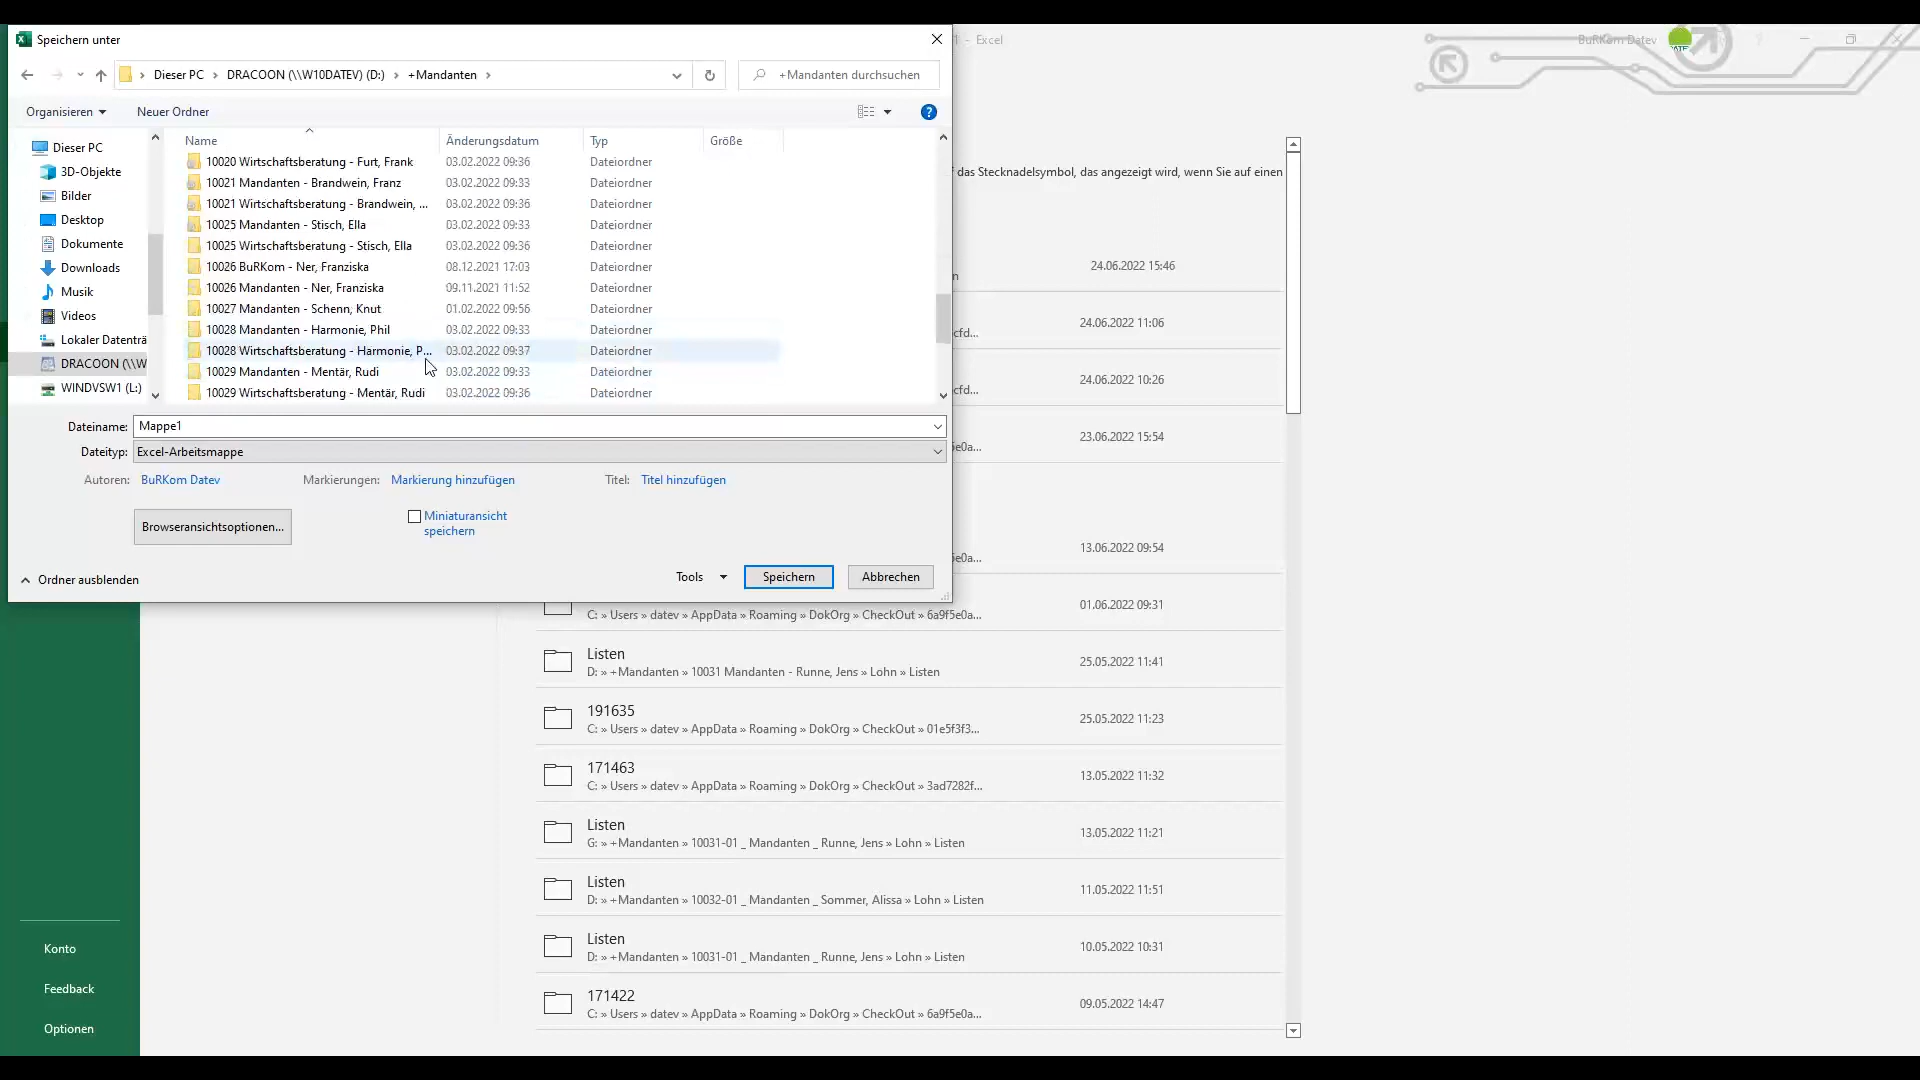 Speichern unter
1 - Excel
BuRKom Datev
Dieser PC
DRACOON (\\W10DATEV) (D:)
+Mandanten
+Mandanten durchsuchen
Organisieren
Neuer Ordner
Name
Änderungsdatum
Typ
Größe
Dieser PC
3D-Objekte
Bilder
Desktop
Dokumente
Downloads
Musik
Videos
Lokaler Datenträ
DRACOON (\\W
WINDVSW1 (L:)
10020 Wirtschaftsberatung - Furt, Frank 03.02.2022 09:36 Dateiordner
10021 Mandanten - Brandwein, Franz 03.02.2022 09:33 Dateiordner
10021 Wirtschaftsberatung - Brandwein, ... 03.02.2022 09:36 Dateiordner
10025 Mandanten - Stisch, Ella 03.02.2022 09:33 Dateiordner
10025 Wirtschaftsberatung - Stisch, Ella 03.02.2022 09:36 Dateiordner
10026 BuRKom - Ner, Franziska 08.12.2021 17:03 Dateiordner
10026 Mandanten - Ner, Franziska 09.11.2021 11:52 Dateiordner
10027 Mandanten - Schenn, Knut 01.02.2022 09:56 Dateiordner
10028 Mandanten - Harmonie, Phil 03.02.2022 09:33 Dateiordner
10028 Wirtschaftsberatung - Harmonie, P... 03.02.2022 09:37 Dateiordner
10029 Mandanten - Mentär, Rudi 03.02.2022 09:33 Dateiordner
10029 Wirtschaftsberatung - Mentär, Rudi 03.02.2022 09:36 Dateiordner
Dateiname: Mappe1
Dateityp: Excel-Arbeitsmappe
Autoren: BuRKom Datev
Markierungen: Markierung hinzufügen
Titel: Titel hinzufügen
Browseransichtsoptionen...
Miniaturansicht
speichern
Ordner ausblenden
Tools
Speichern
Abbrechen
das Stecknadelsymbol, das angezeigt wird, wenn Sie auf einen
n 24.06.2022 15:46
cfd... 24.06.2022 11:06
cfd... 24.06.2022 10:26
5e0a... 23.06.2022 15:54
5e0a... 13.06.2022 09:54
01.06.2022 09:31
C: » Users » datev » AppData » Roaming » DokOrg » CheckOut » 6a9f5e0a...
Listen 25.05.2022 11:41
D: » +Mandanten » 10031 Mandanten - Runne, Jens » Lohn » Listen
191635 25.05.2022 11:23
C: » Users » datev » AppData » Roaming » DokOrg » CheckOut » 01e5f3f3...
171463 13.05.2022 11:32
C: » Users » datev » AppData » Roaming » DokOrg » CheckOut » 3ad7282f...
Listen 13.05.2022 11:21
G: » +Mandanten » 10031-01 _ Mandanten _ Runne, Jens » Lohn » Listen
Listen 11.05.2022 11:51
D: » +Mandanten » 10032-01 _ Mandanten _ Sommer, Alissa » Lohn » Listen
Listen 10.05.2022 10:31
D: » +Mandanten » 10031-01 _ Mandanten _ Runne, Jens » Lohn » Listen
171422 09.05.2022 14:47
C: » Users » datev » AppData » Roaming » DokOrg » CheckOut » 6a9f5e0a...
Konto
Feedback
Optionen